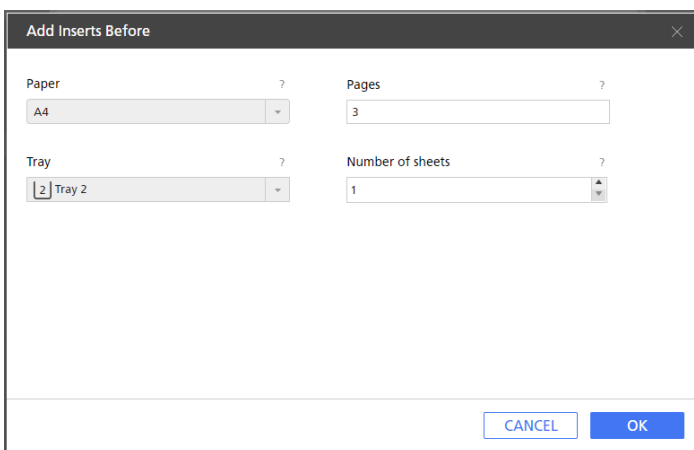 Add Inserts Before
Paper ?
Pages ?
A4
3
Tray ?
Number of sheets ?
2 Tray 2
1
CANCEL
OK